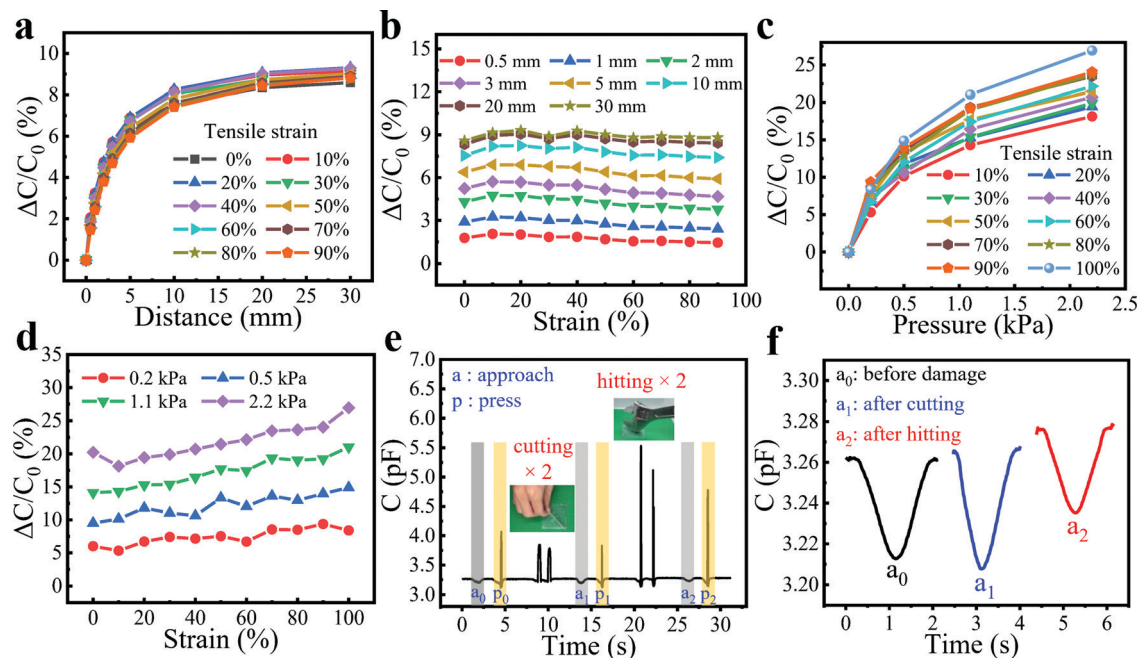 a
ΔC/C0 (%)
10
8
6
4
2
0
Tensile strain
0% 10%
20% 30%
40% 50%
60% 70%
80% 90%
0 5 10 15 20 25 30
Distance (mm)
b
ΔC/C0 (%)
15
12
9
6
3
0
0.5 mm 1 mm 2 mm
3 mm 5 mm 10 mm
20 mm 30 mm
0 20 40 60 80 100
Strain (%)
c
ΔC/C0 (%)
25
20
15
10
5
0
Tensile strain
10% 20%
30% 40%
50% 60%
70% 80%
90% 100%
0.0 0.5 1.0 1.5 2.0 2.5
Pressure (kPa)
d
ΔC/C0 (%)
35
30
25
20
15
10
5
0
0.2 kPa 0.5 kPa
1.1 kPa 2.2 kPa
0 20 40 60 80 100
Strain (%)
e
C (pF)
7.0
6.5
6.0
5.5
5.0
4.5
4.0
3.5
3.0
a : approach
p : press
hitting × 2
cutting
× 2
a0 p0 a1 p1 a2 p2
0 5 10 15 20 25 30
Time (s)
f
C (pF)
3.30
3.28
3.26
3.24
3.22
3.20
a0: before damage
a1: after cutting
a2: after hitting
a0
a1
a2
0 1 2 3 4 5 6
Time (s)